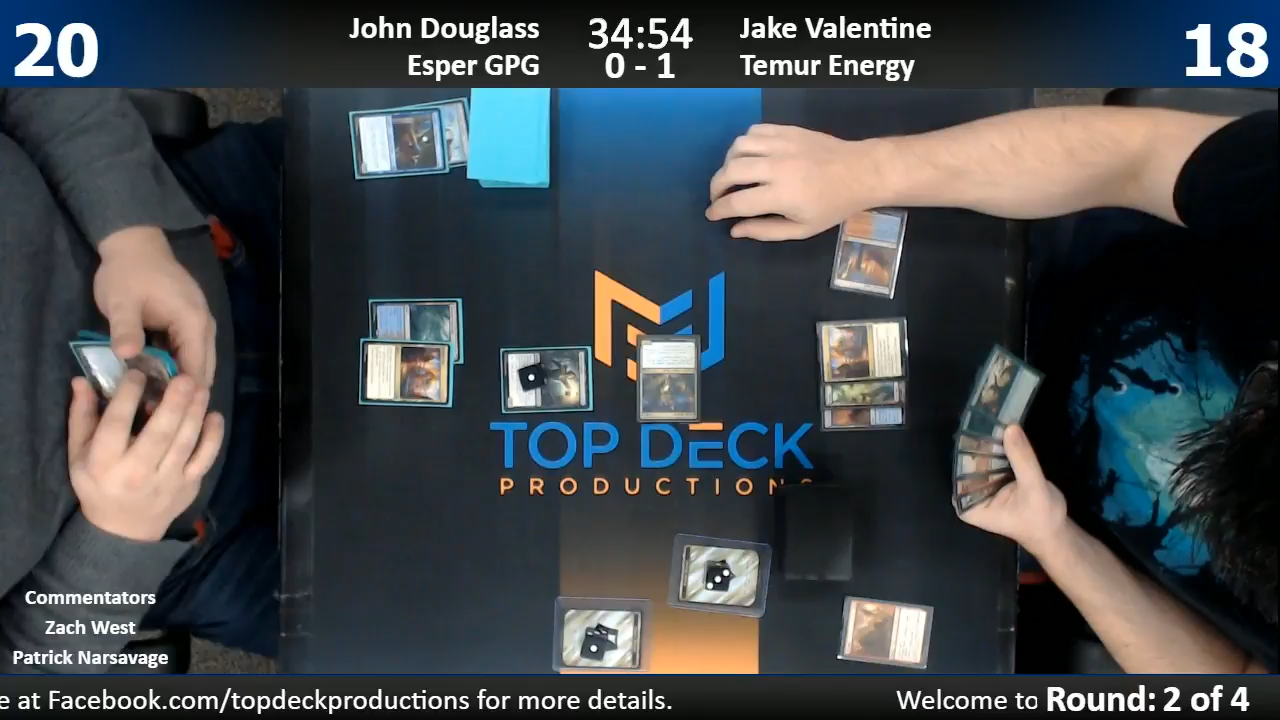 20
John Douglass
Esper GPG
34:54
0 - 1
Jake Valentine
Temur Energy
18
TOP DECK
PRODUCTIONS
Commentators
Zach West
Patrick Narsavage
e at Facebook.com/topdeckproductions for more details.
Welcome to Round: 2 of 4